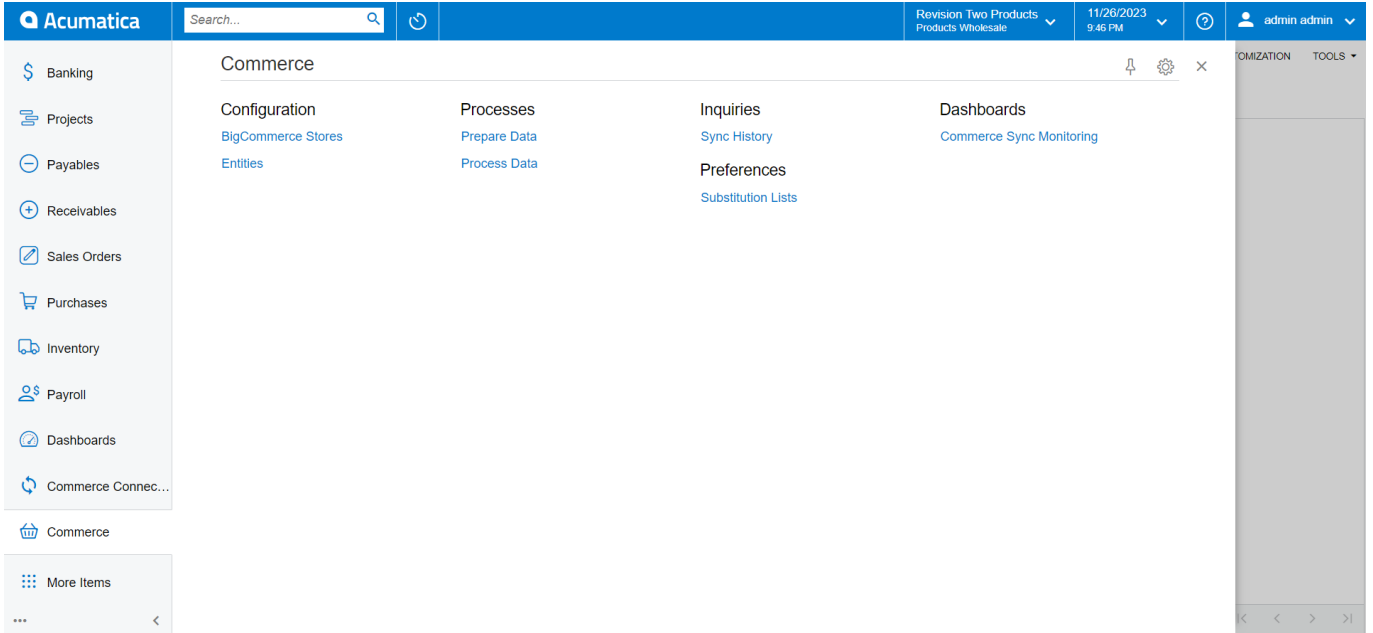 Acumatica
Search...
Revision Two Products
Products Wholesale
11/26/2023
9:46 PM
admin admin
Banking
Projects
Payables
Receivables
Sales Orders
Purchases
Inventory
Payroll
Dashboards
Commerce Connec...
Commerce
More Items
Commerce
Configuration
BigCommerce Stores
Entities
Processes
Prepare Data
Process Data
Inquiries
Sync History
Preferences
Substitution Lists
Dashboards
Commerce Sync Monitoring
TOMIZATION
TOOLS